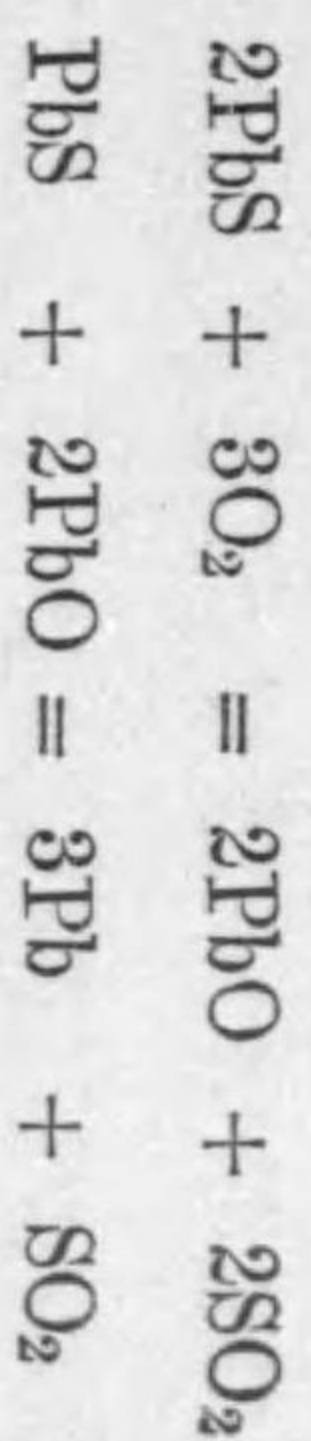 2PbS + 3O₂ = 2PbO + 2SO₂
PbS + 2PbO = 3Pb + SO₂